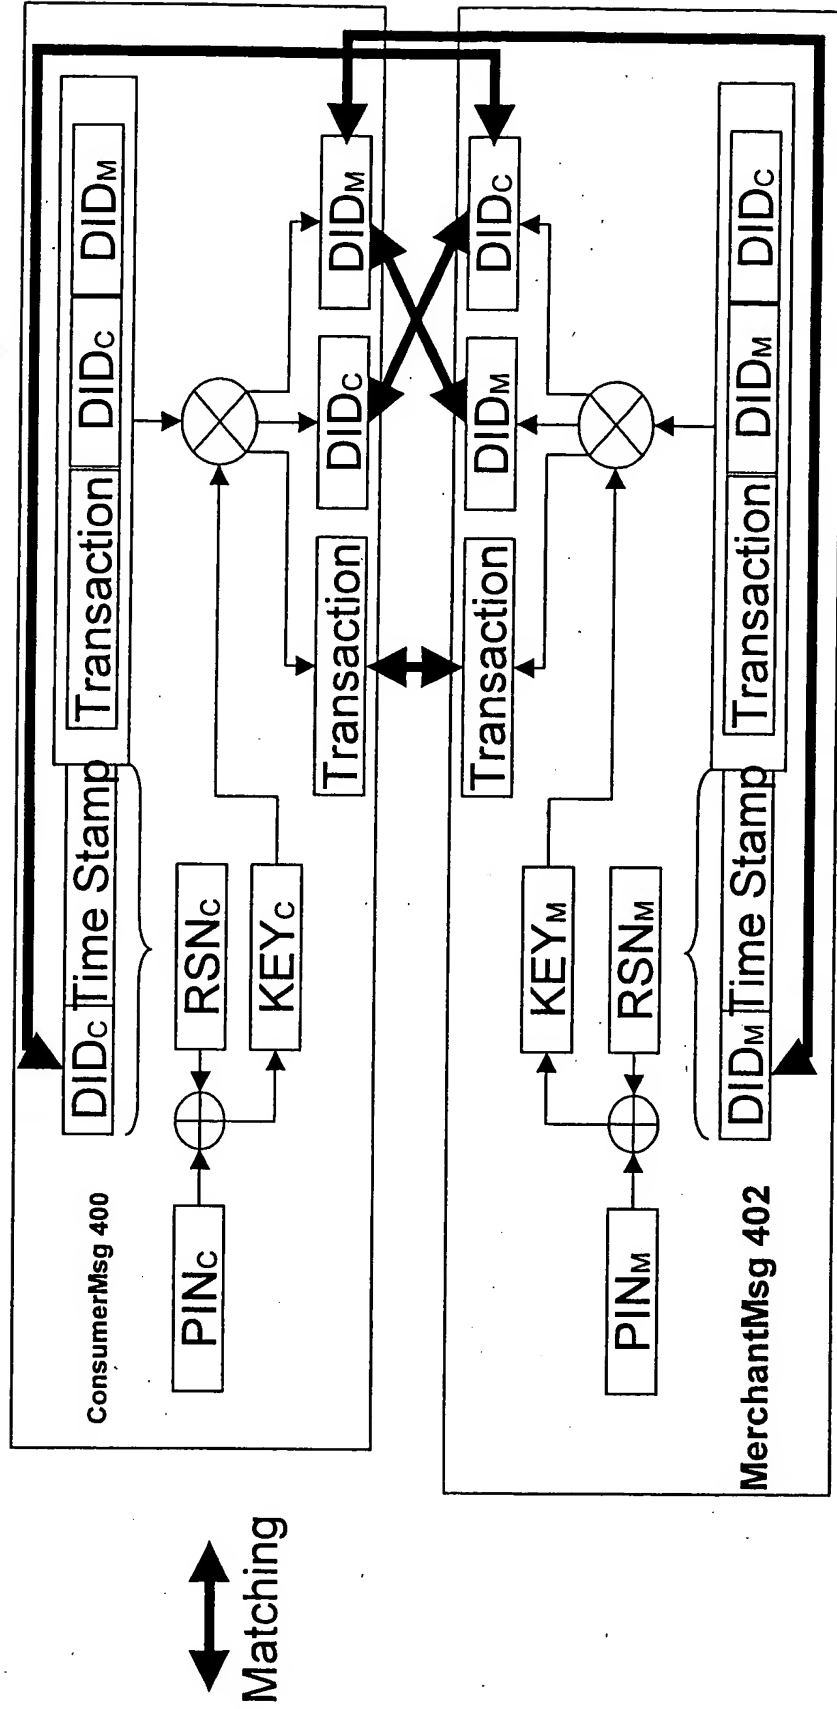 ConsumerMsg 400
DIDC Time Stamp Transaction DIDC DIDM
PINC
RSNC
KEYC
Transaction DIDC DIDM
Transaction DIDM DIDC
KEYM
RSNM
PINM
DIDM Time Stamp Transaction DIDM DIDC
MerchantMsg 402
Matching